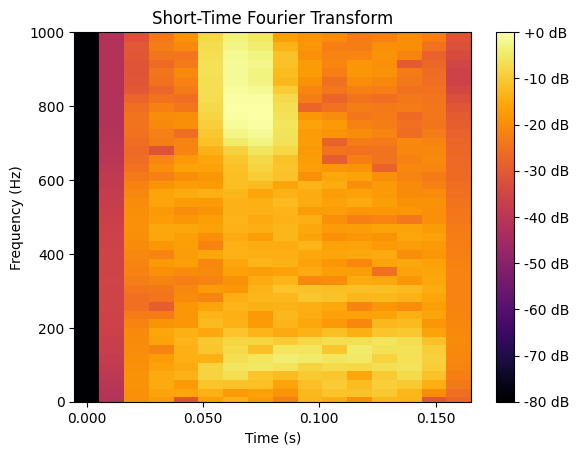 Short-Time Fourier Transform
1000
800
600
400
200
0
Frequency (Hz)
0.000
0.050
0.100
0.150
Time (s)
+0 dB
-10 dB
-20 dB
-30 dB
-40 dB
-50 dB
-60 dB
-70 dB
-80 dB